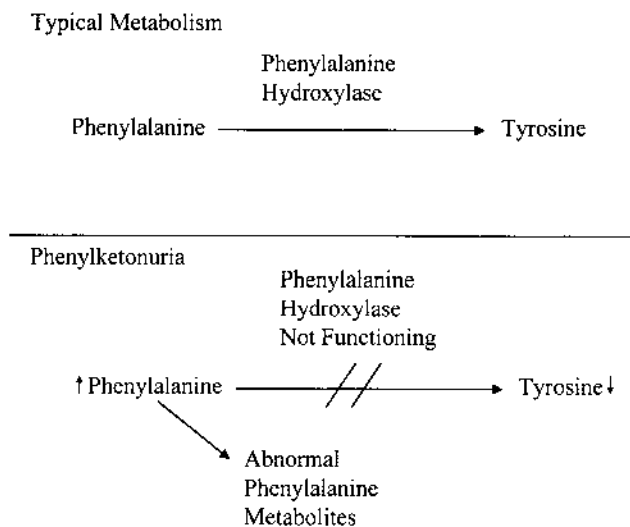 Typical Metabolism
Phenylalanine
Hydroxylase
Phenylalanine
Tyrosine
Phenylketonuria
Phenylalanine
Hydroxylase
Not Functioning
↑Phenylalanine
Tyrosine↓
Abnormal
Phenylalanine
Metabolites